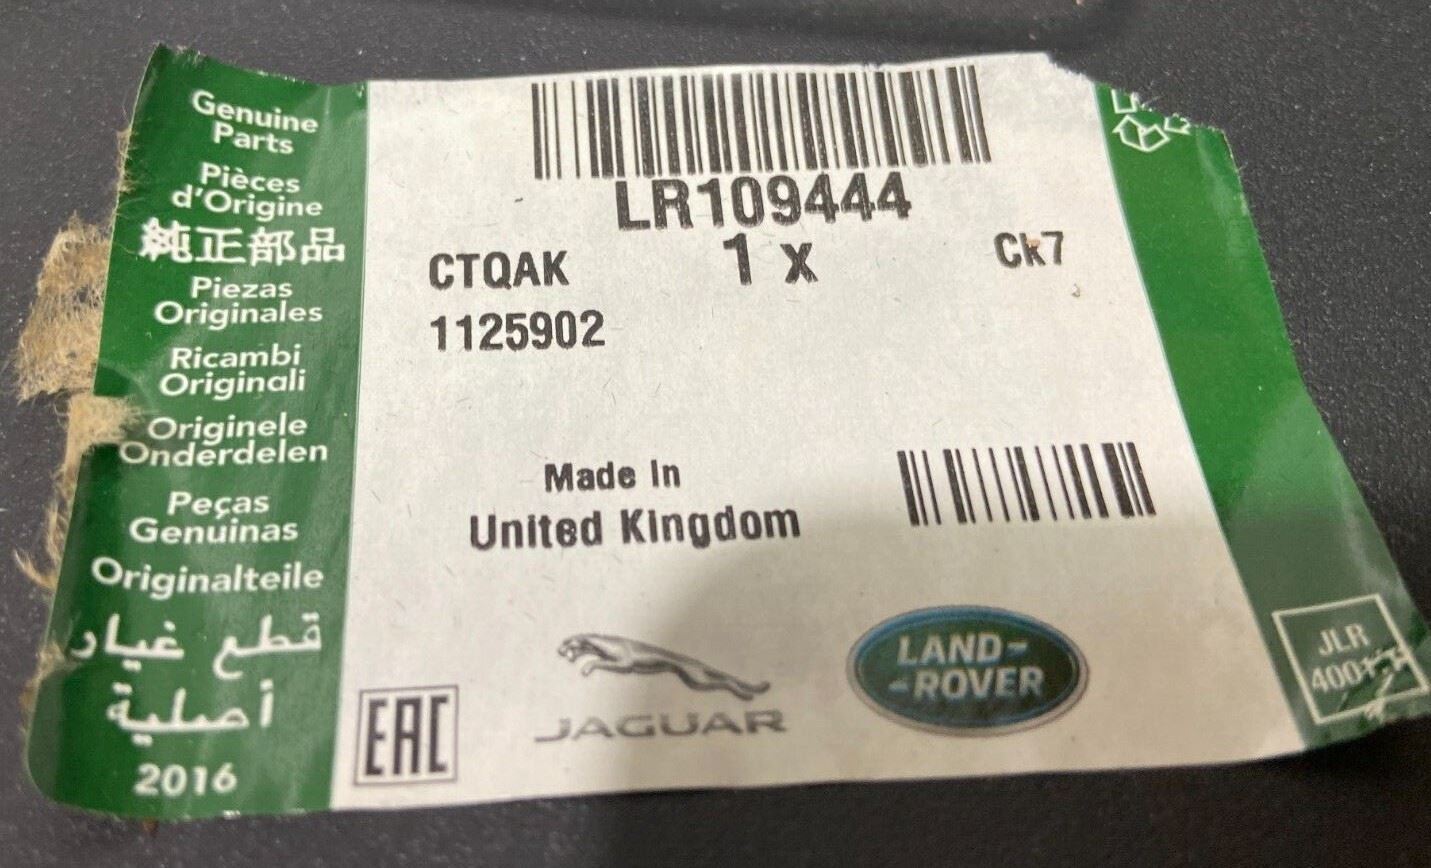 Genuine
Parts
Pièces
d'Origine
純正部品
Piezas
Originales
Ricambi
Originali
Originele
Onderdelen
Peças
Genuinas
Originalteile
قطع غيار
أصلية
2016
LR109444
CTQAK
1 x
Ck7
1125902
Made In
United Kingdom
EAC
JAGUAR
LAND-
-ROVER
JLR